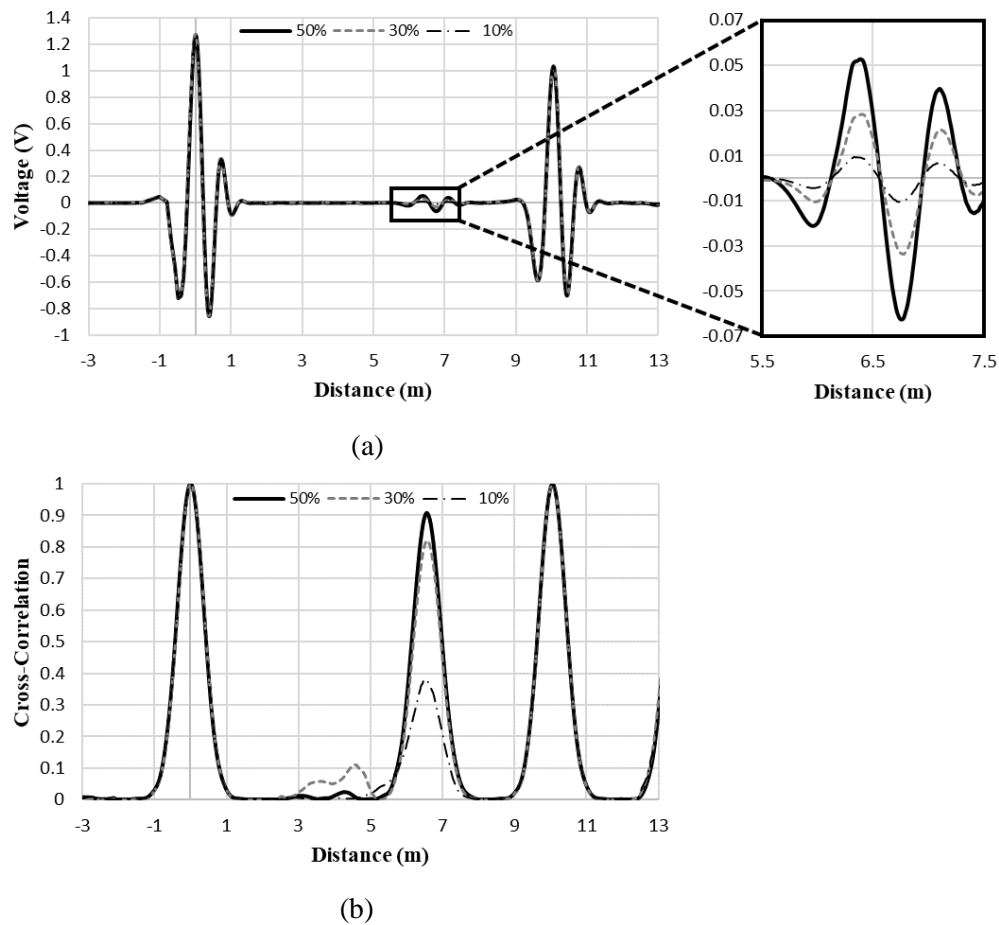 50% 30% 10%
Voltage (V)
1.4
1.2
1
0.8
0.6
0.4
0.2
0
-0.2
-0.4
-0.6
-0.8
-1
-3 -1 1 3 5 7 9 11 13
Distance (m)
0.07
0.05
0.03
0.01
-0.01
-0.03
-0.05
-0.07
5.5 6.5 7.5
Distance (m)
(a)
50% 30% 10%
Cross-Correlation
1
0.9
0.8
0.7
0.6
0.5
0.4
0.3
0.2
0.1
0
-3 -1 1 3 5 7 9 11 13
Distance (m)
(b)